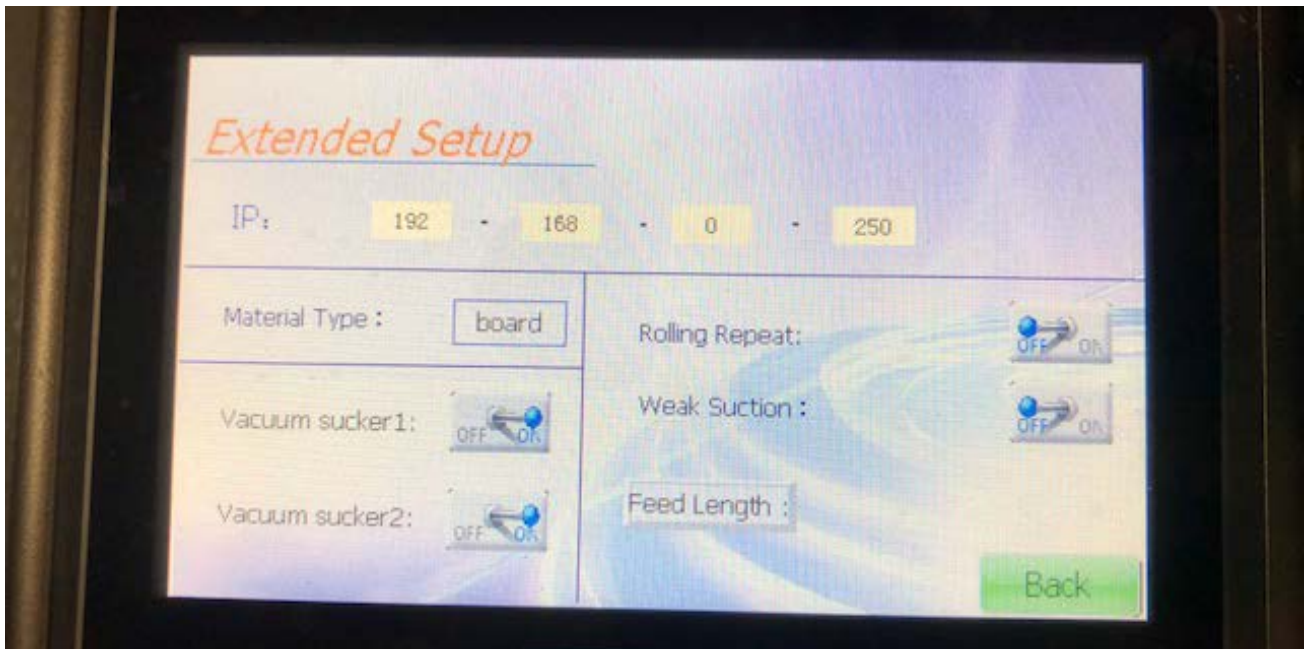 Extended Setup
IP: 192 - 168 - 0 - 250
Material Type : board
Rolling Repeat: OFF ON
Vacuum sucker1: OFF ON
Weak Suction : OFF ON
Vacuum sucker2: OFF ON
Feed Length :
Back